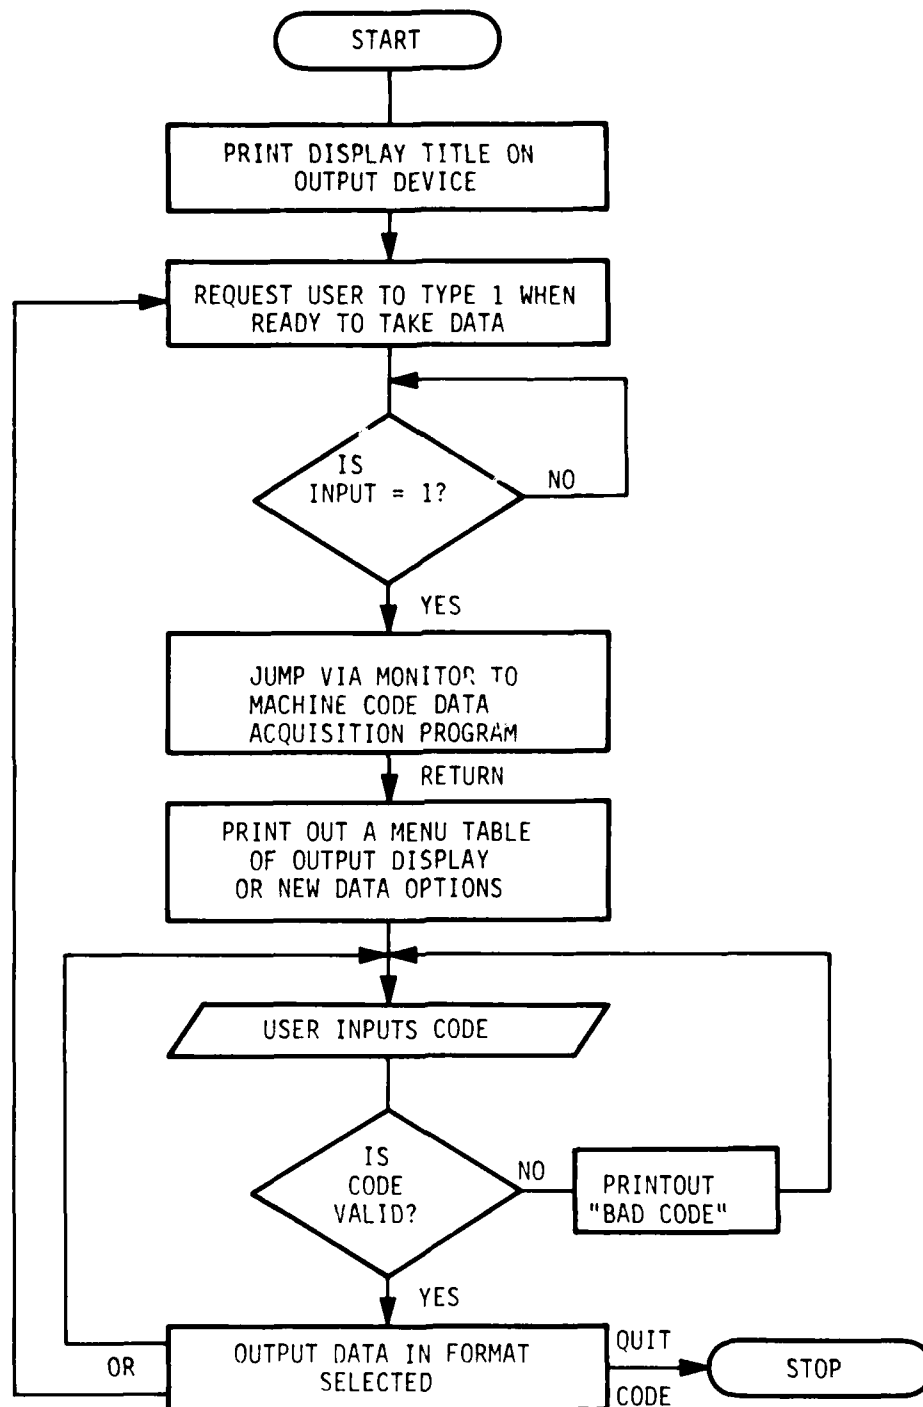 START
PRINT DISPLAY TITLE ON
OUTPUT DEVICE
REQUEST USER TO TYPE 1 WHEN
READY TO TAKE DATA
IS
INPUT = 1?
NO
YES
JUMP VIA MONITOR TO
MACHINE CODE DATA
ACQUISITION PROGRAM
RETURN
PRINT OUT A MENU TABLE
OF OUTPUT DISPLAY
OR NEW DATA OPTIONS
USER INPUTS CODE
IS
CODE
VALID?
NO
PRINTOUT
"BAD CODE"
YES
OR
OUTPUT DATA IN FORMAT
SELECTED
QUIT
CODE
STOP